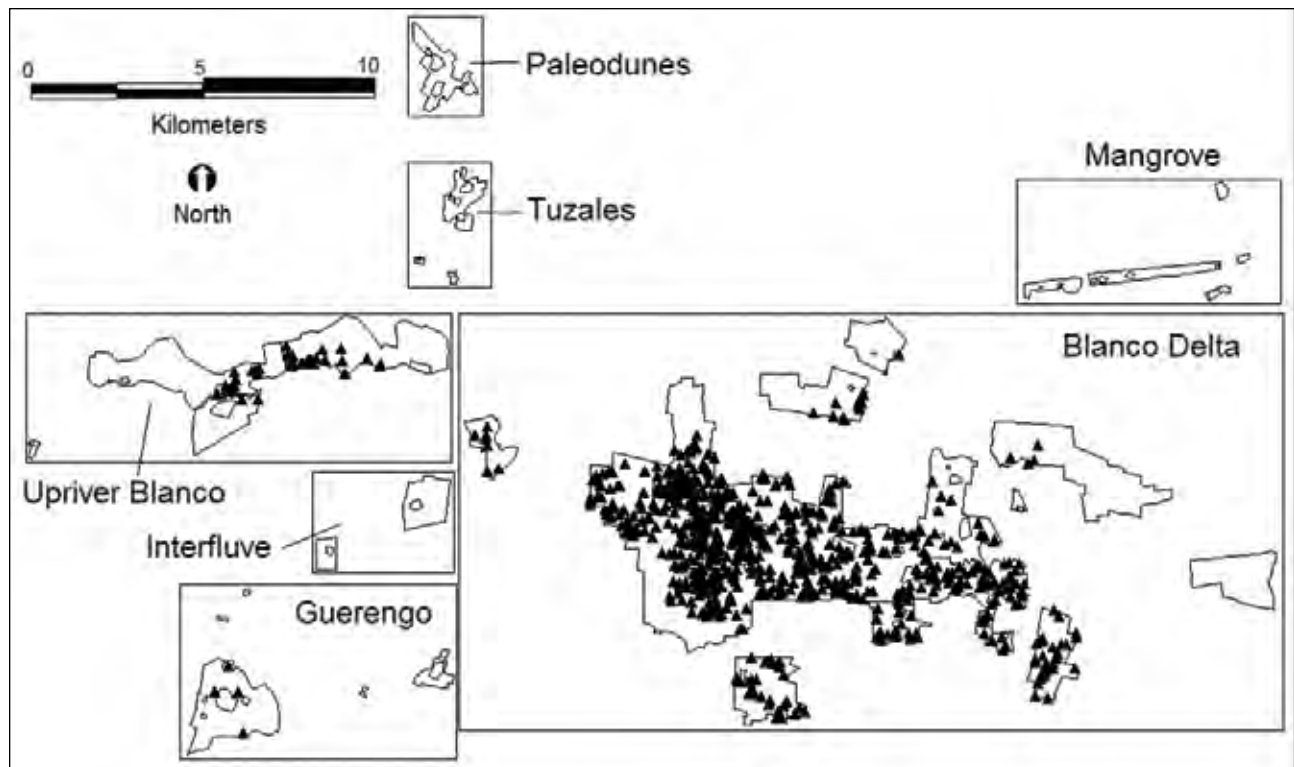 0 5 10
Kilometers
North
Paleodunes
Tuzales
Mangrove
Blanco Delta
Upriver Blanco
Interfluve
Guerengo